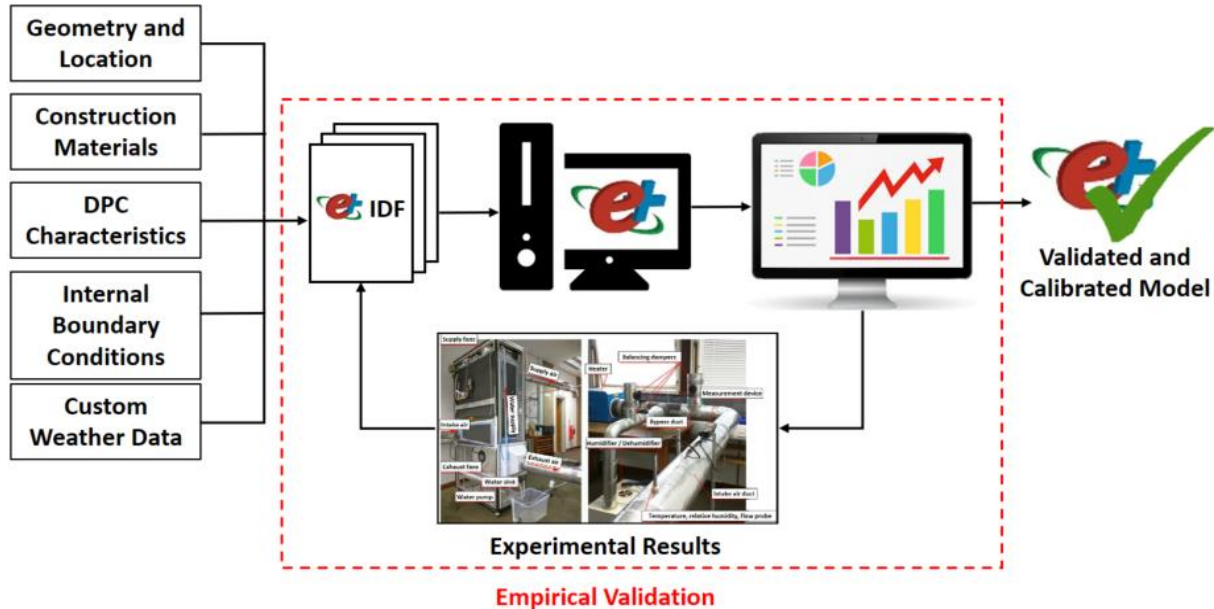 Geometry and
Location
Construction
Materials
DPC
Characteristics
Internal
Boundary
Conditions
Custom
Weather Data
e+ IDF
e+
e+
Validated and
Calibrated Model
Supply fans
Supply air
Water supply
Intake air
Exhaust fans
Exhaust air
Water sink
Water pump
Balancing dampers
Heater
Measurement device
Bypass duct
Humidifier / Dehumidifier
Intake air duct
Temperature, relative humidity, flow probe
Experimental Results
Empirical Validation